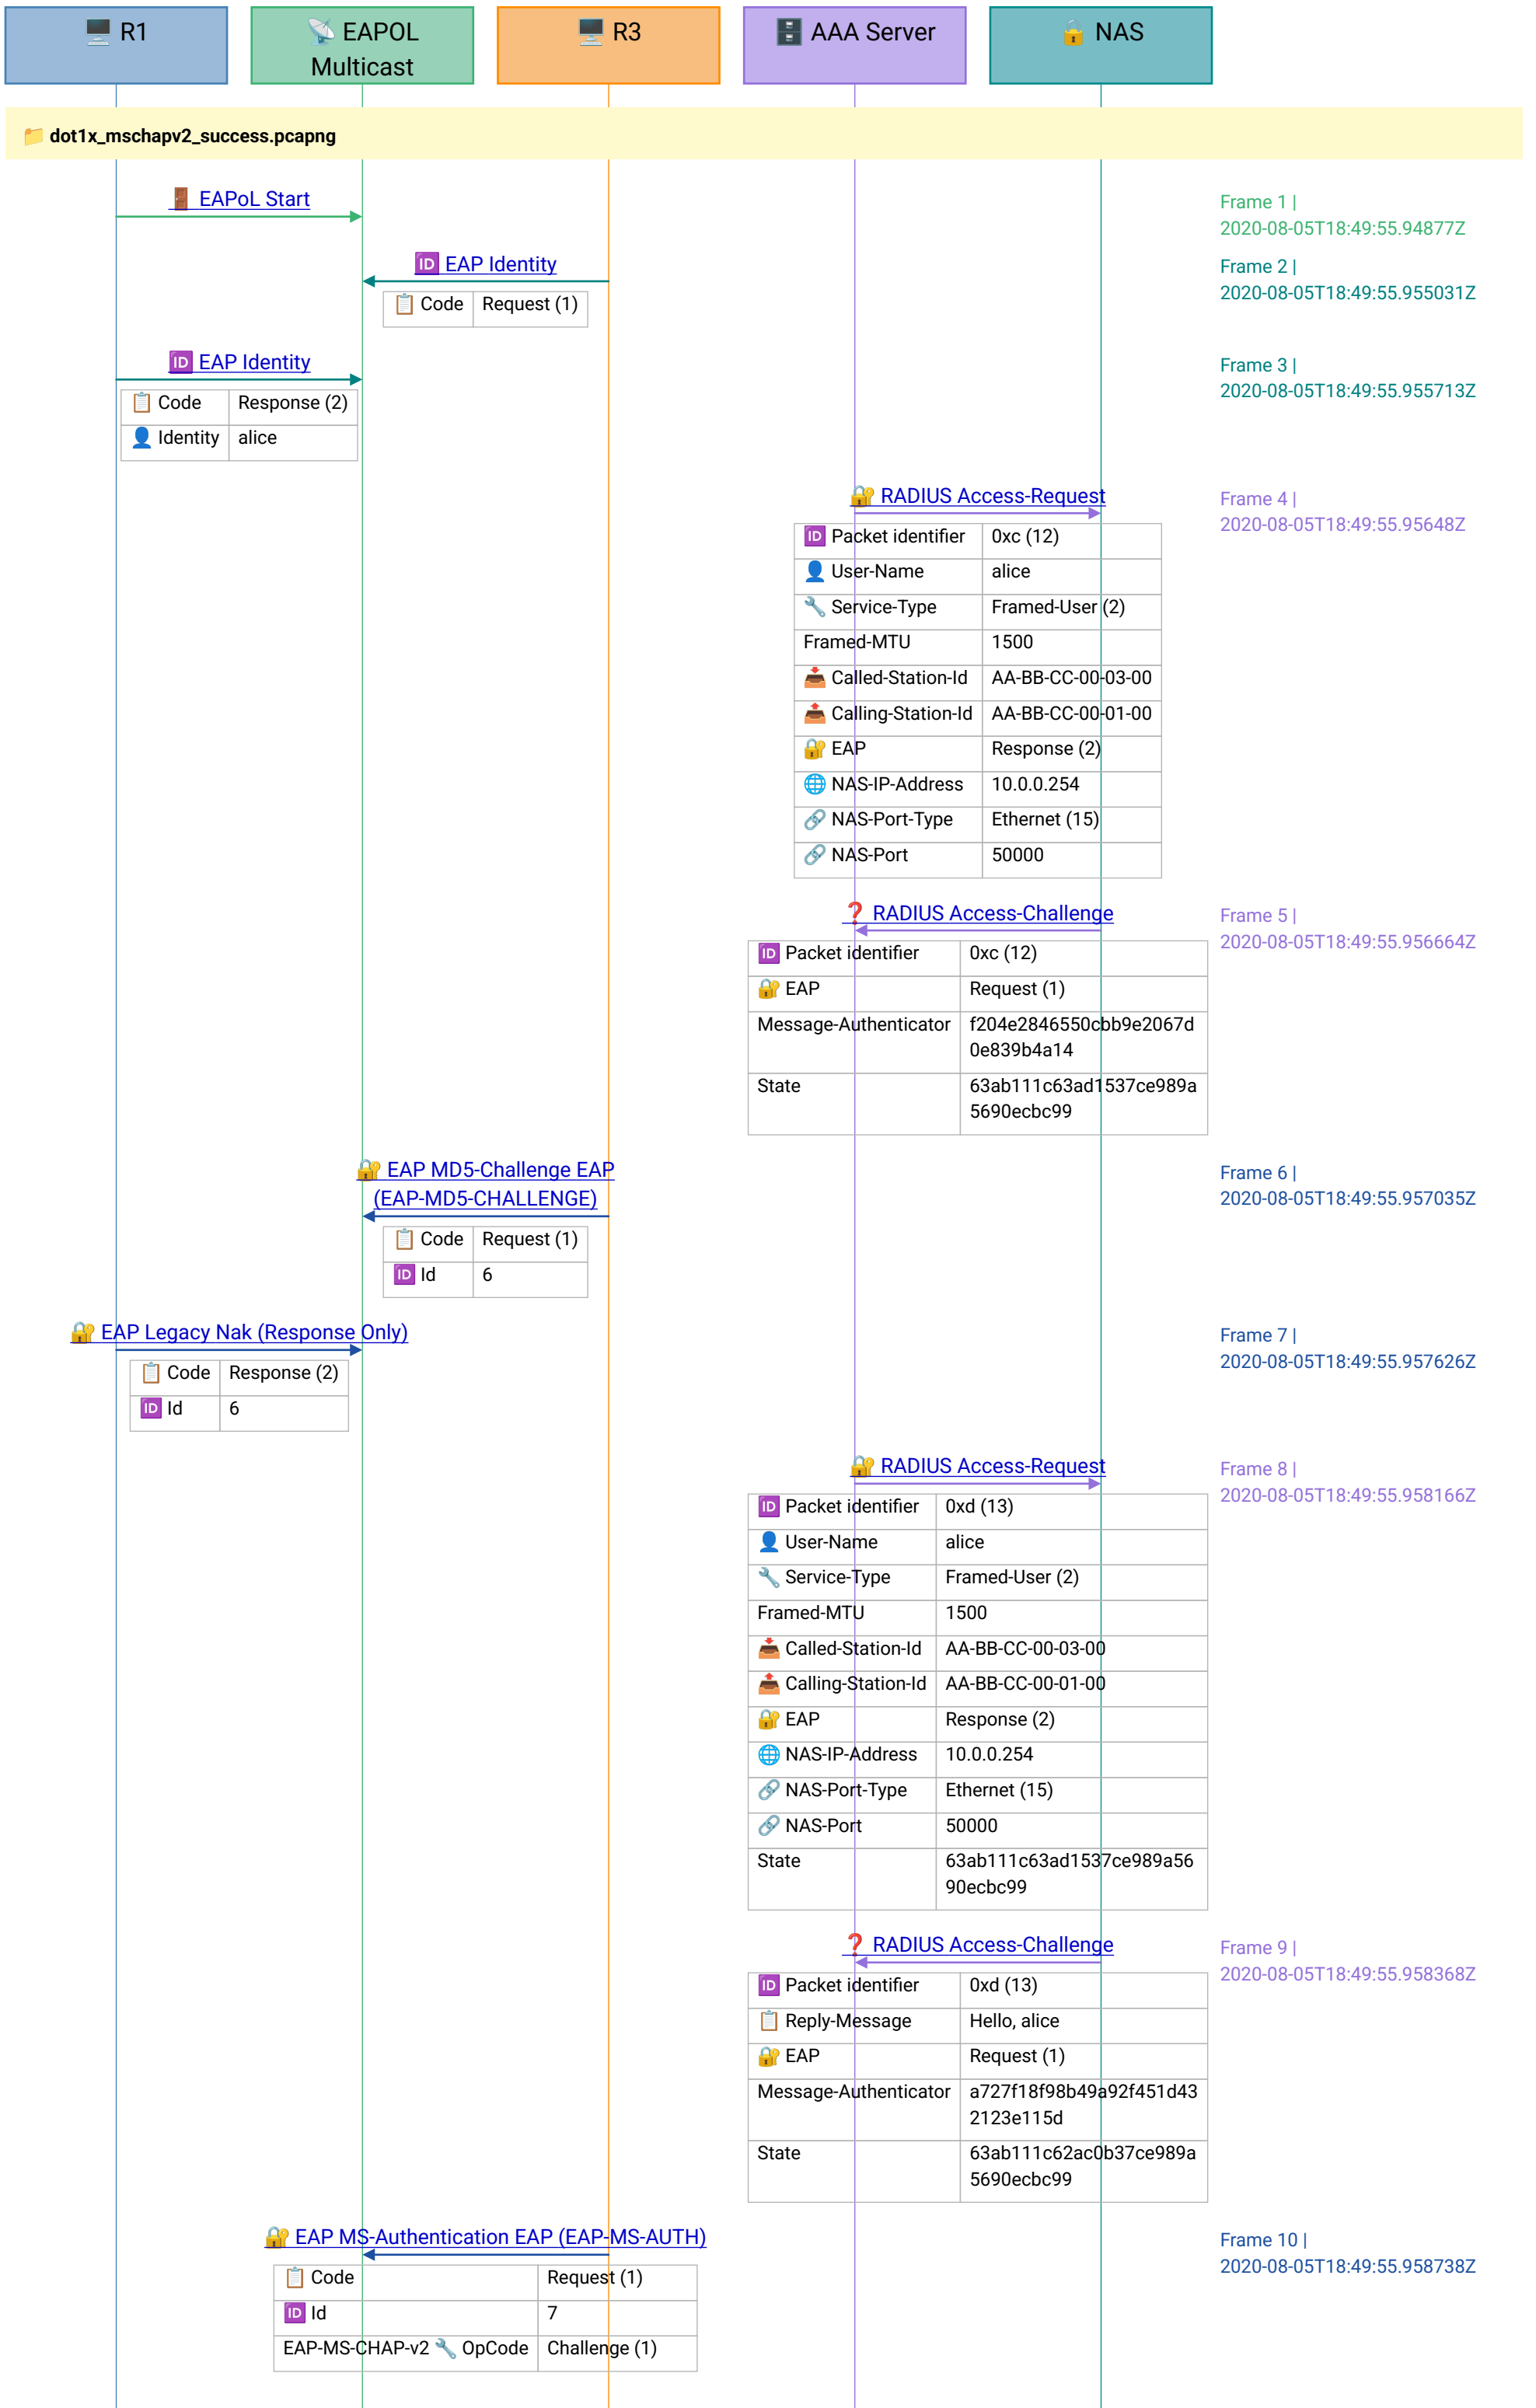 🖥️ R1
📡 EAPOL
Multicast
🖥️ R3
🗄️ AAA Server
🔒 NAS
📁 dot1x_mschapv2_success.pcapng
🚪 EAPoL Start
Frame 1 |
2020-08-05T18:49:55.94877Z
🆔 EAP Identity
Frame 2 |
2020-08-05T18:49:55.955031Z
📋 Code Request (1)
🆔 EAP Identity
Frame 3 |
2020-08-05T18:49:55.955713Z
📋 Code Response (2)
👤 Identity alice
🔐 RADIUS Access-Request
Frame 4 |
2020-08-05T18:49:55.95648Z
🆔 Packet identifier 0xc (12)
👤 User-Name alice
🔧 Service-Type Framed-User (2)
Framed-MTU 1500
📥 Called-Station-Id AA-BB-CC-00-03-00
📤 Calling-Station-Id AA-BB-CC-00-01-00
🔐 EAP Response (2)
🌐 NAS-IP-Address 10.0.0.254
🔗 NAS-Port-Type Ethernet (15)
🔗 NAS-Port 50000
❓ RADIUS Access-Challenge
Frame 5 |
2020-08-05T18:49:55.956664Z
🆔 Packet identifier 0xc (12)
🔐 EAP Request (1)
Message-Authenticator f204e2846550cbb9e2067d
0e839b4a14
State 63ab111c63ad1537ce989a
5690ecbc99
🔐 EAP MD5-Challenge EAP
(EAP-MD5-CHALLENGE)
Frame 6 |
2020-08-05T18:49:55.957035Z
📋 Code Request (1)
🆔 Id 6
🔐 EAP Legacy Nak (Response Only)
Frame 7 |
2020-08-05T18:49:55.957626Z
📋 Code Response (2)
🆔 Id 6
🔐 RADIUS Access-Request
Frame 8 |
2020-08-05T18:49:55.958166Z
🆔 Packet identifier 0xd (13)
👤 User-Name alice
🔧 Service-Type Framed-User (2)
Framed-MTU 1500
📥 Called-Station-Id AA-BB-CC-00-03-00
📤 Calling-Station-Id AA-BB-CC-00-01-00
🔐 EAP Response (2)
🌐 NAS-IP-Address 10.0.0.254
🔗 NAS-Port-Type Ethernet (15)
🔗 NAS-Port 50000
State 63ab111c63ad1537ce989a56
90ecbc99
❓ RADIUS Access-Challenge
Frame 9 |
2020-08-05T18:49:55.958368Z
🆔 Packet identifier 0xd (13)
📋 Reply-Message Hello, alice
🔐 EAP Request (1)
Message-Authenticator a727f18f98b49a92f451d43
2123e115d
State 63ab111c62ac0b37ce989a
5690ecbc99
🔐 EAP MS-Authentication EAP (EAP-MS-AUTH)
Frame 10 |
2020-08-05T18:49:55.958738Z
📋 Code Request (1)
🆔 Id 7
EAP-MS-CHAP-v2 🔧 OpCode Challenge (1)